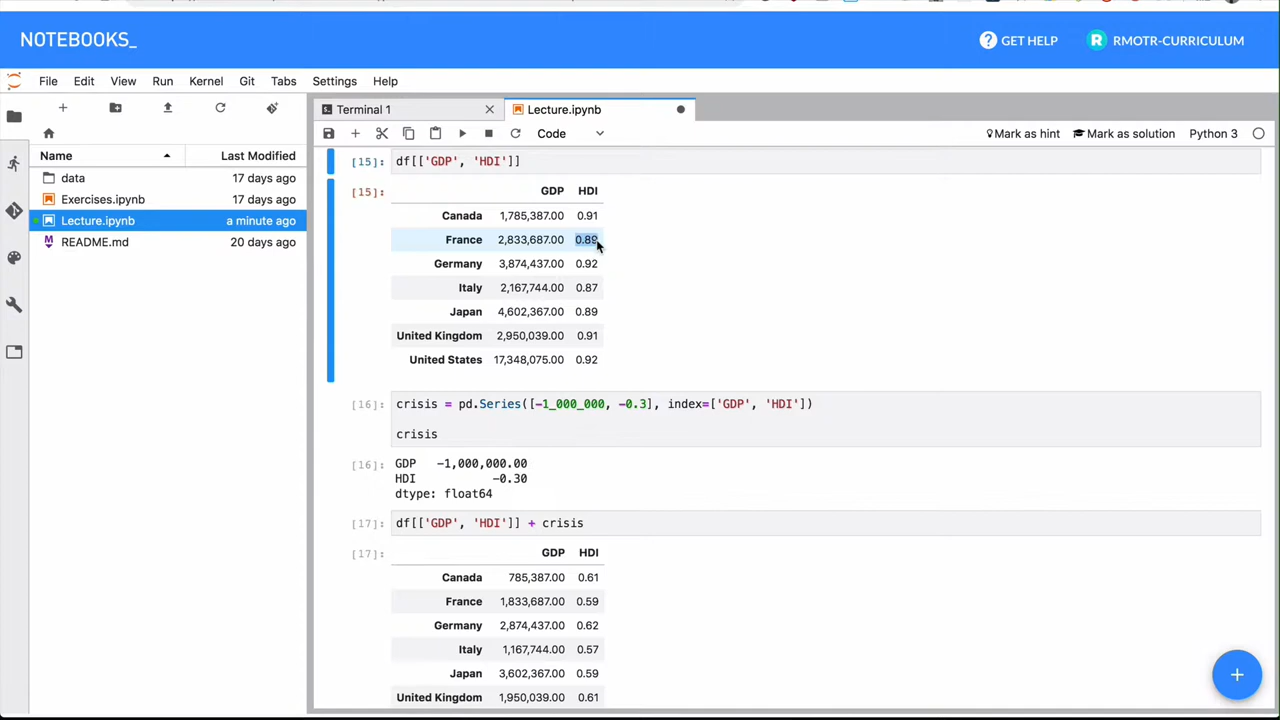 NOTEBOOKS_
GET HELP
R RMOTR-CURRICULUM
File Edit View Run Kernel Git Tabs Settings Help
Terminal 1
Lecture.ipynb
Code
Mark as hint
Mark as solution
Python 3
Name Last Modified
data 17 days ago
Exercises.ipynb 17 days ago
Lecture.ipynb a minute ago
README.md 20 days ago
[15]: df[['GDP', 'HDI']]
[15]: GDP HDI
Canada 1,785,387.00 0.91
France 2,833,687.00 0.89
Germany 3,874,437.00 0.92
Italy 2,167,744.00 0.87
Japan 4,602,367.00 0.89
United Kingdom 2,950,039.00 0.91
United States 17,348,075.00 0.92
[16]: crisis = pd.Series([-1_000_000, -0.3], index=['GDP', 'HDI'])
crisis
[16]: GDP -1,000,000.00
HDI -0.30
dtype: float64
[17]: df[['GDP', 'HDI']] + crisis
[17]: GDP HDI
Canada 785,387.00 0.61
France 1,833,687.00 0.59
Germany 2,874,437.00 0.62
Italy 1,167,744.00 0.57
Japan 3,602,367.00 0.59
United Kingdom 1,950,039.00 0.61